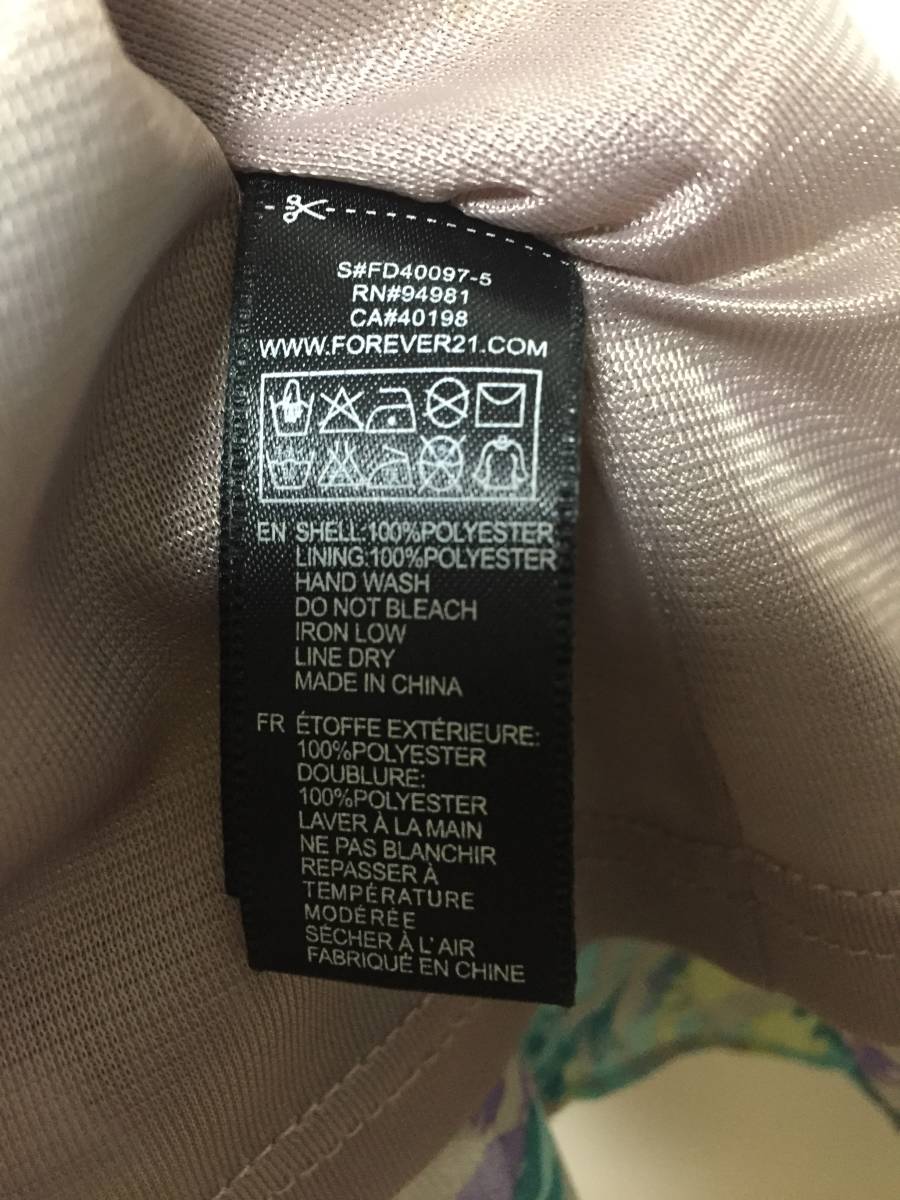 S#FD40097-5
RN#94981
CA#40198
WWW.FOREVER21.COM
EN SHELL:100%POLYESTER
LINING:100%POLYESTER
HAND WASH
DO NOT BLEACH
IRON LOW
LINE DRY
MADE IN CHINA
FR ÉTOFFE EXTÉRIEURE:
100%POLYESTER
DOUBLURE:
100%POLYESTER
LAVER À LA MAIN
NE PAS BLANCHIR
REPASSER À
TEMPÉRATURE
MODÉRÉE
SÉCHER À L'AIR
FABRIQUÉ EN CHINE